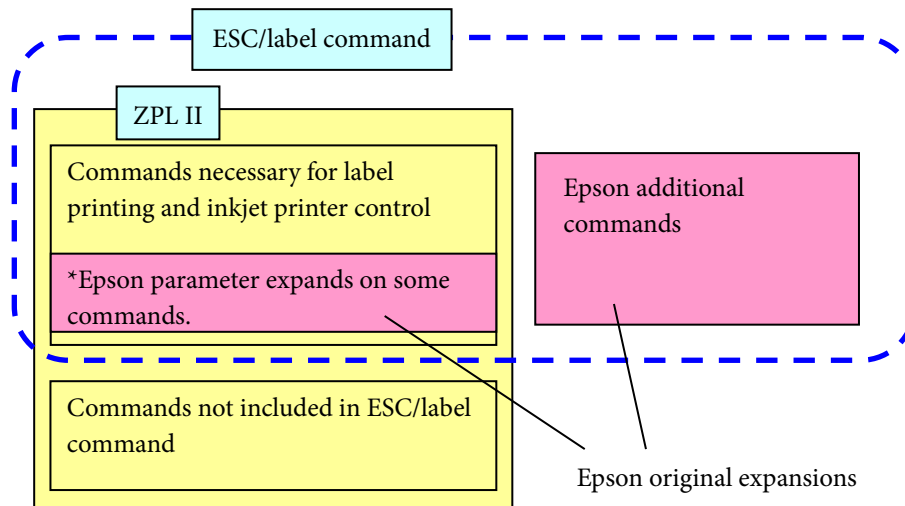 ESC/label command
ZPL II
Commands necessary for label
printing and inkjet printer control
*Epson parameter expands on some
commands.
Epson additional
commands
Commands not included in ESC/label
command
Epson original expansions